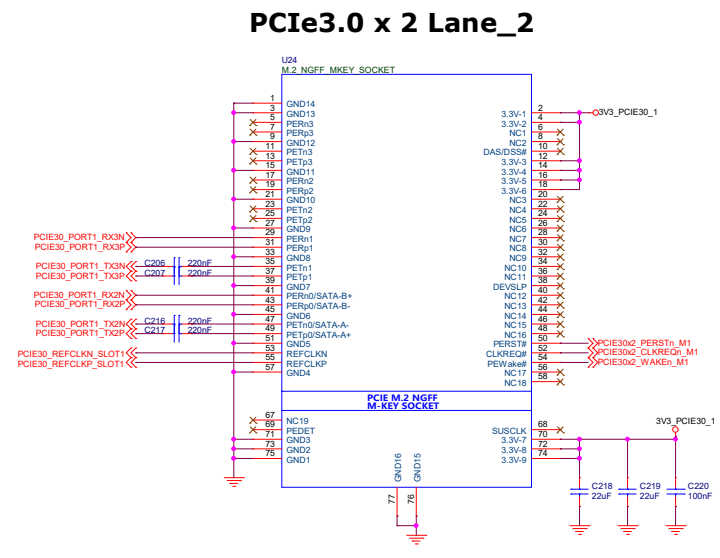 PCIe3.0 x 2 Lane_2
U24
M.2 NGFF MKEY SOCKET
1 GND14
3 GND13
5 PERn3
7 PERp3
9 GND12
11 PETn3
13 PETp3
15 GND11
17 PERn2
19 PERp2
21 GND10
23 PETn2
25 PETp2
27 GND9
PCIE30_PORT1_RX3N 29 PERn1
PCIE30_PORT1_RX3P 31 PERp1
33 GND8
PCIE30_PORT1_TX3N C206 220nF 35 PETn1
PCIE30_PORT1_TX3P C207 220nF 37 PETp1
39 GND7
PCIE30_PORT1_RX2N 41 PERn0/SATA-B+
PCIE30_PORT1_RX2P 43 PERp0/SATA-B-
45 GND6
PCIE30_PORT1_TX2N C216 220nF 47 PETn0/SATA-A-
PCIE30_PORT1_TX2P C217 220nF 49 PETp0/SATA-A+
51 GND5
PCIE30_REFCLKN_SLOT1 53 REFCLKN
PCIE30_REFCLKP_SLOT1 55 REFCLKP
57 GND4
3.3V-1 2 3V3_PCIE30_1
3.3V-2 4
NC1 6
NC2 8
DAS/DSS# 10
3.3V-3 12
3.3V-4 14
3.3V-5 16
3.3V-6 18
NC3 20
NC4 22
NC5 24
NC6 26
NC7 28
NC8 30
NC9 32
NC10 34
NC11 36
DEVSLP 38
NC12 40
NC13 42
NC14 44
NC15 46
NC16 48
PERST# 50 PCIE30x2_PERSTn_M1
CLKREQ# 52 PCIE30x2_CLKREQn_M1
PEWake# 54 PCIE30x2_WAKEn_M1
NC17 56
NC18 58
PCIE M.2 NGFF
M-KEY SOCKET
67 NC19
69 PEDET
71 GND3
73 GND2
75 GND1
SUSCLK 68
3.3V-7 70
3.3V-8 72
3.3V-9 74
3V3_PCIE30_1
GND16
GND15
77
76
C218
22uF
C219
22uF
C220
100nF